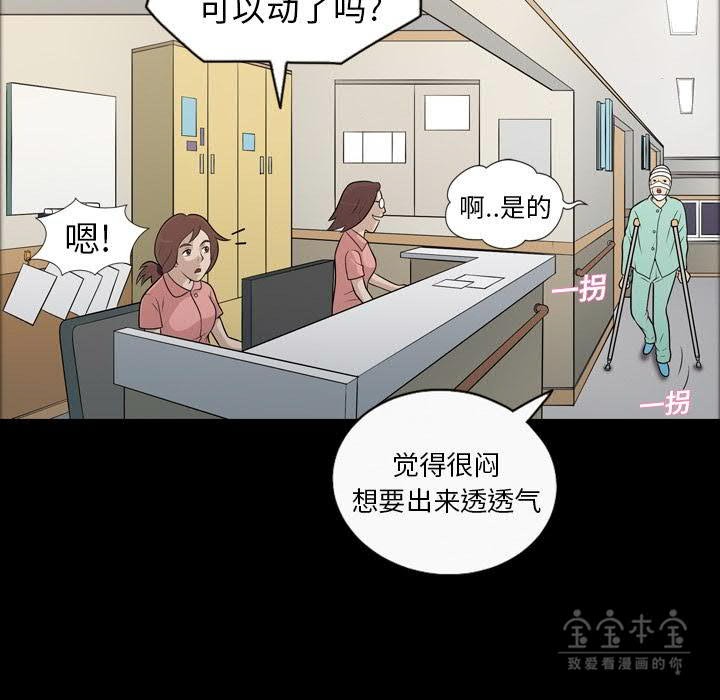 可以动了吗?
嗯!
啊..是的
一拐
一拐
觉得很闷
想要出来透透气
宝宝本宝
致爱看漫画的你